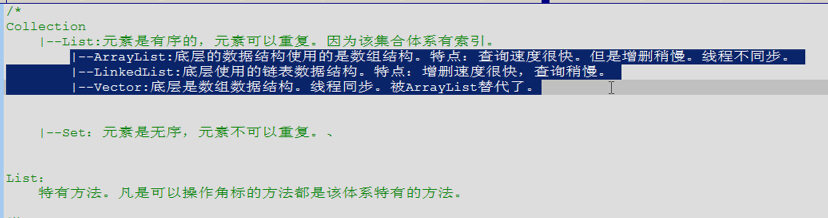 /*
Collection
|--List:元素是有序的，元素可以重复。因为该集合体系有索引。
|--ArrayList:底层的数据结构使用的是数组结构。特点：查询速度很快。但是增删稍慢。线程不同步。
|--LinkedList:底层使用的链表数据结构。特点：增删速度很快，查询稍慢。
|--Vector:底层是数组数据结构。线程同步。被ArrayList替代了。
|--Set：元素是无序，元素不可以重复。、
List:
特有方法。凡是可以操作角标的方法都是该体系特有的方法。